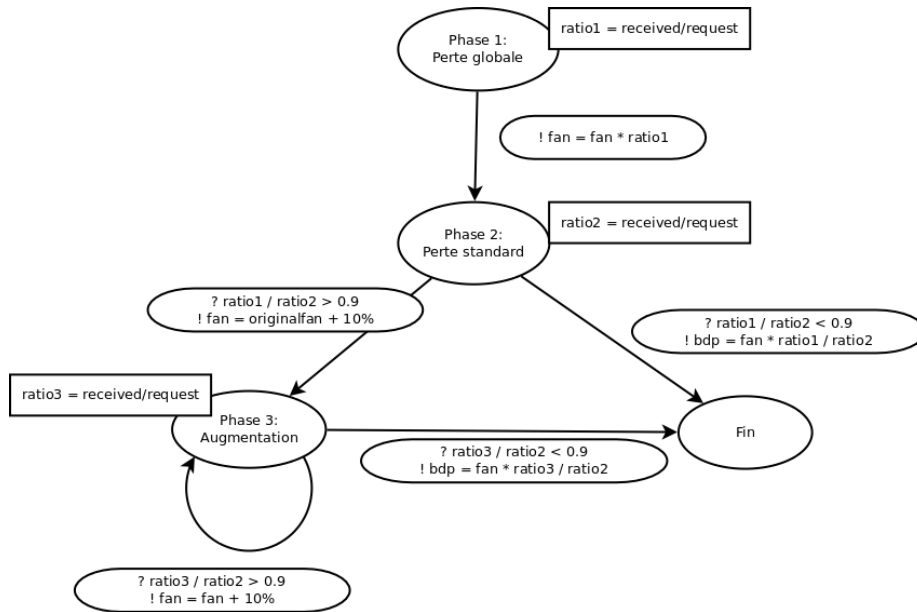 Phase 1:
Perte globale
ratio1 = received/request
! fan = fan * ratio1
Phase 2:
Perte standard
ratio2 = received/request
? ratio1 / ratio2 > 0.9
! fan = originalfan + 10%
? ratio1 / ratio2 < 0.9
! bdp = fan * ratio1 / ratio2
ratio3 = received/request
Phase 3:
Augmentation
? ratio3 / ratio2 < 0.9
! bdp = fan * ratio3 / ratio2
Fin
? ratio3 / ratio2 > 0.9
! fan = fan + 10%